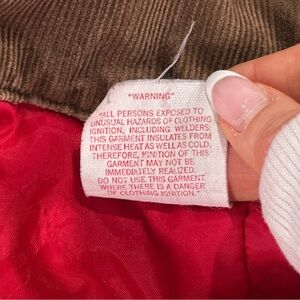 "WARNING"
"ALL PERSONS EXPOSED TO
UNUSUAL HAZARDS OF CLOTHING
IGNITION, INCLUDING WELDERS:
THIS GARMENT INSULATES FROM
INTENSE HEAT AS WELL AS COLD,
THEREFORE, IGNITION OF THIS
GARMENT MAY NOT BE
IMMEDIATELY REALIZED.
DO NOT USE THIS GARMENT
WHERE THERE IS A DANGER
OF CLOTHING IGNITION."